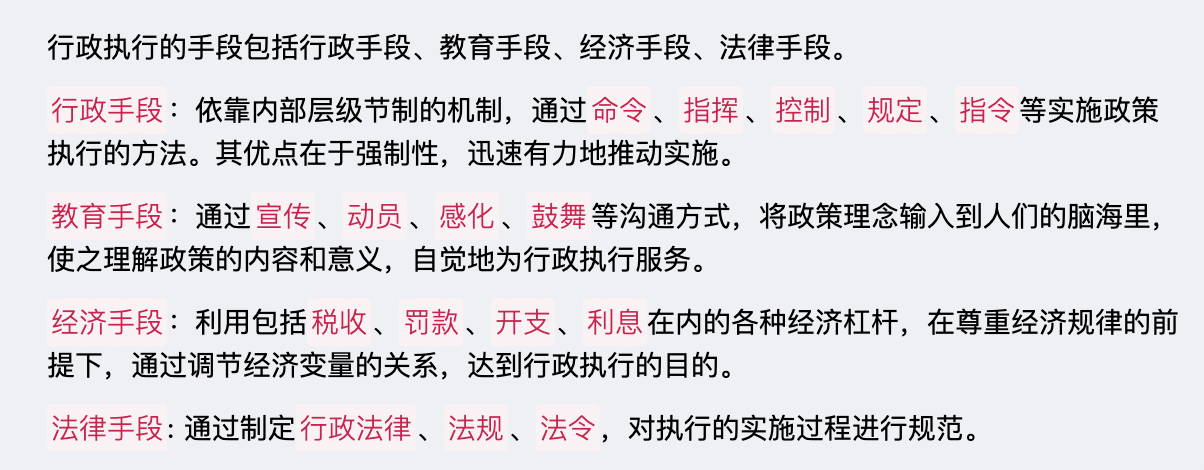 行政执行的手段包括行政手段、教育手段、经济手段、法律手段。
行政手段：依靠内部层级节制的机制，通过命令、指挥、控制、规定、指令等实施政策
执行的方法。其优点在于强制性，迅速有力地推动实施。
教育手段：通过宣传、动员、感化、鼓舞等沟通方式，将政策理念输入到人们的脑海里，
使之理解政策的内容和意义，自觉地为行政执行服务。
经济手段：利用包括税收、罚款、开支、利息在内的各种经济杠杆，在尊重经济规律的前
提下，通过调节经济变量的关系，达到行政执行的目的。
法律手段：通过制定行政法律、法规、法令，对执行的实施过程进行规范。